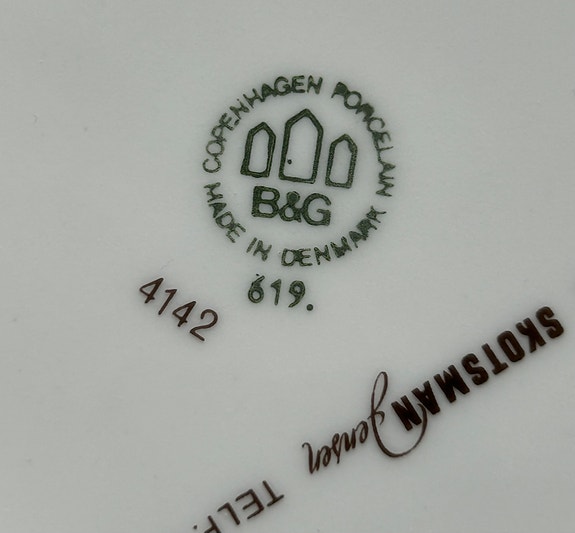 COPENHAGEN PORCELAIN
B&G
MADE IN DENMARK
619.
4142
SKOTSMAN Jensen
TELF.